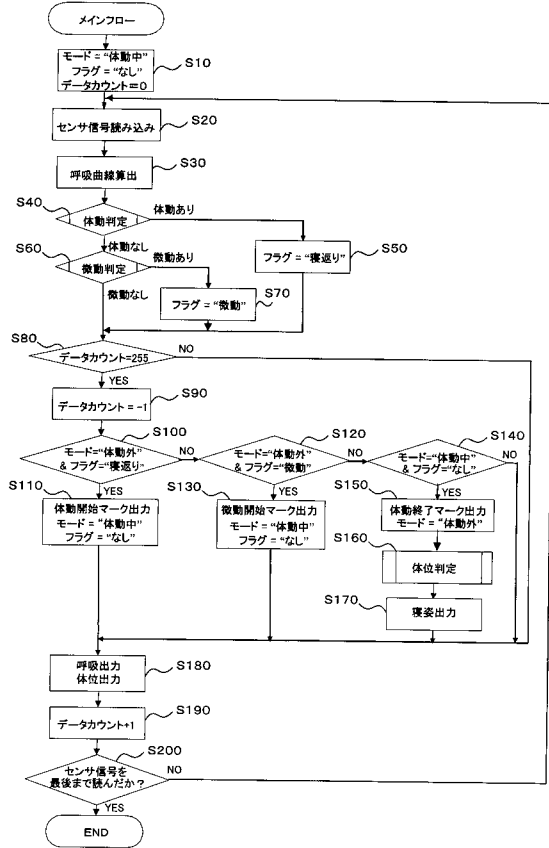 メインフロー
モード＝“体動中”
フラグ＝“なし”
データカウント＝0
S10
センサ信号読み込み
S20
呼吸曲線算出
S30
S40
体動判定
体動あり
体動なし
フラグ＝“寝返り”
S50
S60
微動判定
微動あり
微動なし
フラグ＝“微動”
S70
S80
データカウント=255
NO
YES
データカウント＝-1
S90
S100
モード=“体動外”
＆フラグ=“寝返り”
NO
YES
S120
モード=“体動外”
＆フラグ=“微動”
NO
YES
S140
モード=“体動中”
＆フラグ=“なし”
NO
YES
S110
体動開始マーク出力
モード＝“体動中”
フラグ＝“なし”
S130
微動開始マーク出力
モード＝“体動中”
フラグ＝“なし”
S150
体動終了マーク出力
モード＝“体動外”
S160
体位判定
S170
寝姿出力
呼吸出力
体位出力
S180
データカウント+1
S190
S200
センサ信号を
最後まで読んだか？
NO
YES
END